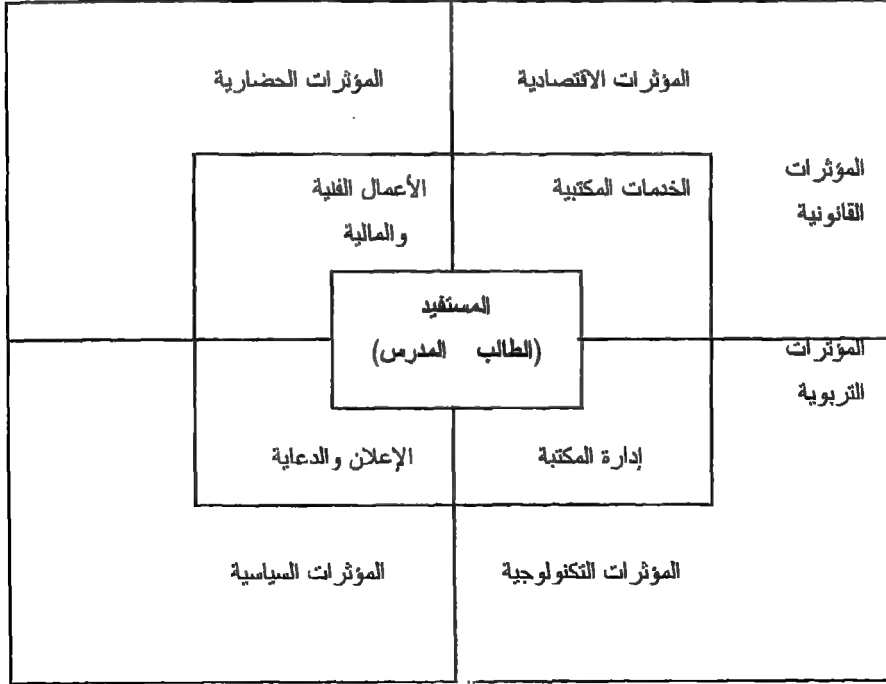 المؤثرات الاقتصادية
المؤثرات الحضارية
المؤثرات
القانونية
الخدمات المكتبية
الأعمال الفنية
والمالية
المستفيد
(الطالب المدرس)
المؤثرات
التربوية
إدارة المكتبة
الإعلان والدعاية
المؤثرات التكنولوجية
المؤثرات السياسية